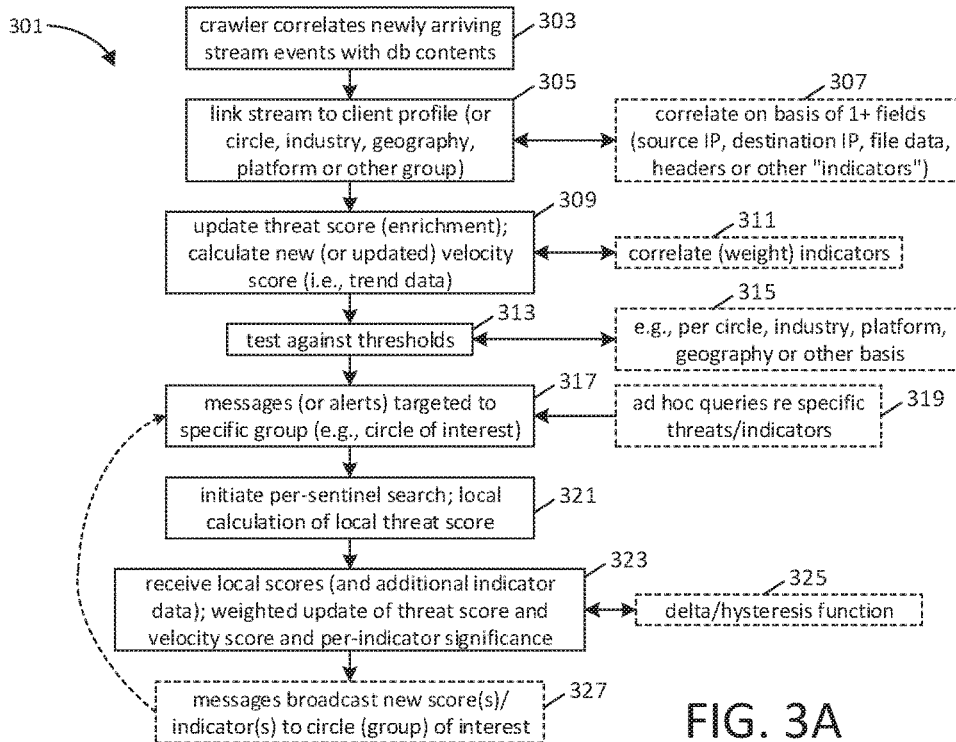 301
crawler correlates newly arriving
stream events with db contents
303
305
link stream to client profile (or
circle, industry, geography,
platform or other group)
307
correlate on basis of 1+ fields
(source IP, destination IP, file data,
headers or other "indicators")
309
update threat score (enrichment);
calculate new (or updated) velocity
score (i.e., trend data)
311
correlate (weight) indicators
313
test against thresholds
315
e.g., per circle, industry, platform,
geography or other basis
317
messages (or alerts) targeted to
specific group (e.g., circle of interest)
ad hoc queries re specific
threats/indicators
319
initiate per-sentinel search; local
calculation of local threat score
321
323
receive local scores (and additional indicator
data); weighted update of threat score and
velocity score and per-indicator significance
325
delta/hysteresis function
messages broadcast new score(s)/
indicator(s) to circle (group) of interest
327
FIG. 3A